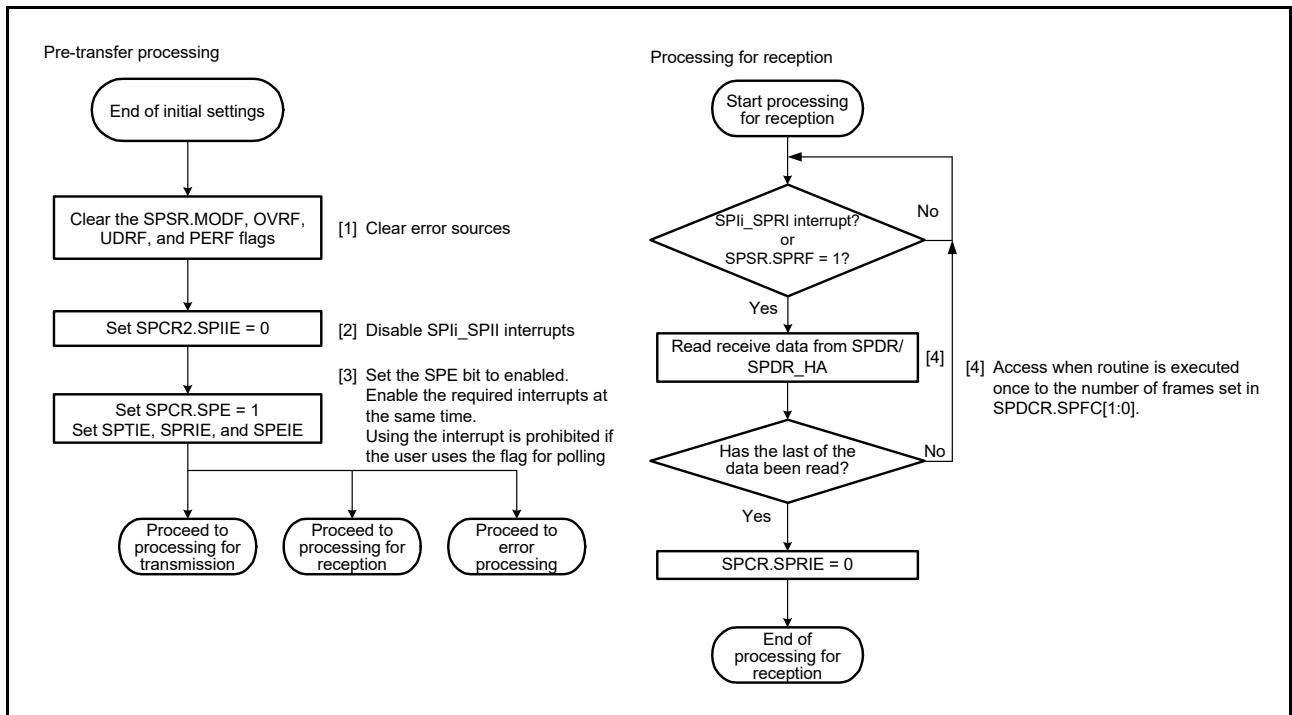 Pre-transfer processing
End of initial settings
Clear the SPSR.MODF, OVRF,
UDRF, and PERF flags
[1] Clear error sources
Set SPCR2.SPIIE = 0
[2] Disable SPIi_SPII interrupts
[3] Set the SPE bit to enabled.
Enable the required interrupts at
the same time.
Using the interrupt is prohibited if
the user uses the flag for polling
Set SPCR.SPE = 1
Set SPTIE, SPRIE, and SPEIE
Proceed to
processing for
transmission
Proceed to
processing for
reception
Proceed to
error
processing
Processing for reception
Start processing
for reception
SPIi_SPRI interrupt?
or
SPSR.SPRF = 1?
No
Yes
Read receive data from SPDR/
SPDR_HA
[4]
[4] Access when routine is executed
once to the number of frames set in
SPDCR.SPFC[1:0].
Has the last of the
data been read?
No
Yes
SPCR.SPRIE = 0
End of
processing for
reception